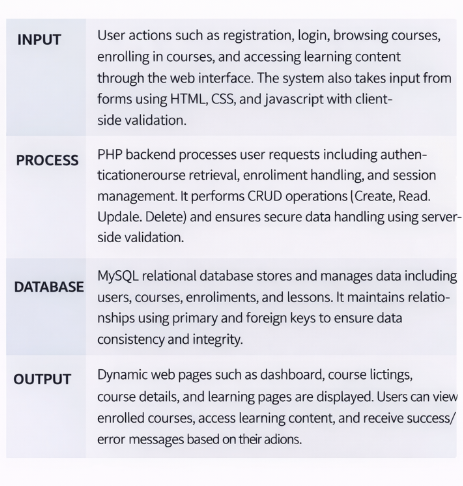 INPUT
User actions such as registration, login, browsing courses,
enrolling in courses, and accessing learning content
through the web interface. The system also takes input from
forms using HTML, CSS, and javascript with client-
side validation.
PROCESS
PHP backend processes user requests including authen-
ticationerourse retrieval, enroliment handling, and session
management. It performs CRUD operations [Create, Read.
Updale. Delete) and ensures secure data handling using server-
side validation.
DATABASE
MySQL relational database stores and manages data including
users, courses, enroliments, and lessons. It maintains relatio-
nships using primary and foreign keys to ensure data
consistency and integrity.
OUTPUT
Dynamic web pages such as dashboard, course lictings,
course details, and learning pages are displayed. Users can view
enrolled courses, access learning content, and receive success/
error messages based on their adions.